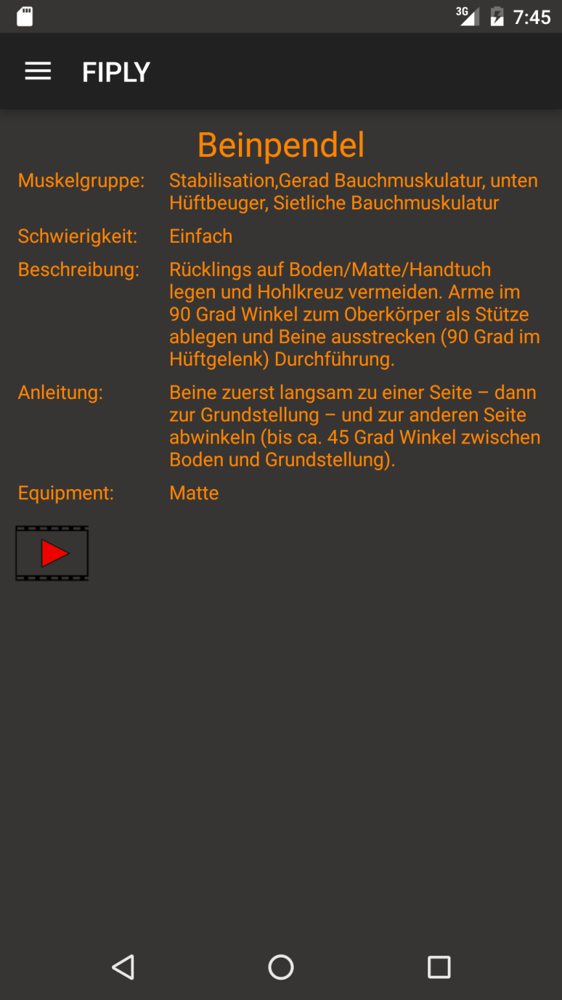 3G 7:45
FIPLY
Beinpendel
Muskelgruppe: Stabilisation,Gerad Bauchmuskulatur, unten
Hüftbeuger, Sietliche Bauchmuskulatur
Schwierigkeit: Einfach
Beschreibung: Rücklings auf Boden/Matte/Handtuch
legen und Hohlkreuz vermeiden. Arme im
90 Grad Winkel zum Oberkörper als Stütze
ablegen und Beine ausstrecken (90 Grad im
Hüftgelenk) Durchführung.
Anleitung: Beine zuerst langsam zu einer Seite – dann
zur Grundstellung – und zur anderen Seite
abwinkeln (bis ca. 45 Grad Winkel zwischen
Boden und Grundstellung).
Equipment: Matte